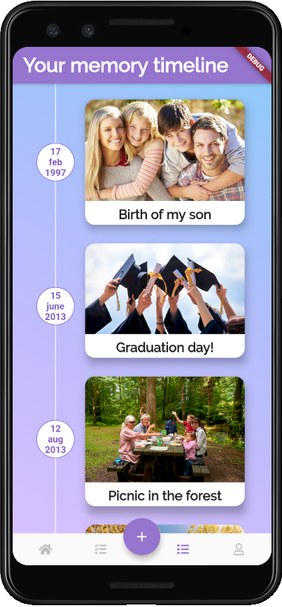 Your memory timeline
DEBUG
17
feb
1997
Birth of my son
15
june
2013
Graduation day!
12
aug
2013
Picnic in the forest
+